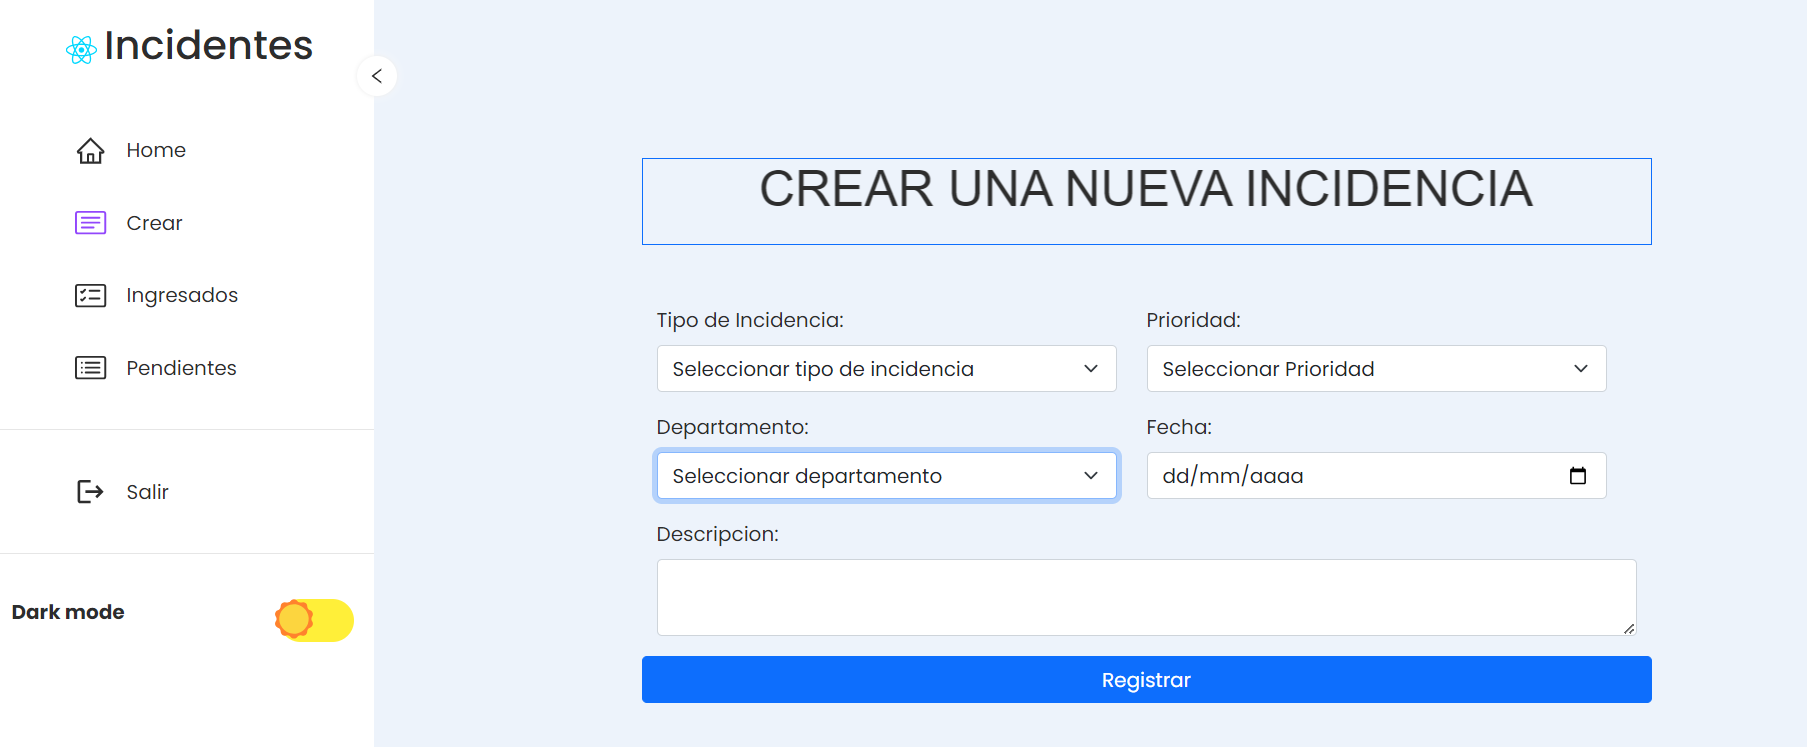 Incidentes
Home
Crear
Ingresados
Pendientes
Salir
Dark mode
CREAR UNA NUEVA INCIDENCIA
Tipo de Incidencia:
Prioridad:
Seleccionar tipo de incidencia
Seleccionar Prioridad
Departamento:
Fecha:
Seleccionar departamento
dd/mm/aaaa
Descripcion:
Registrar